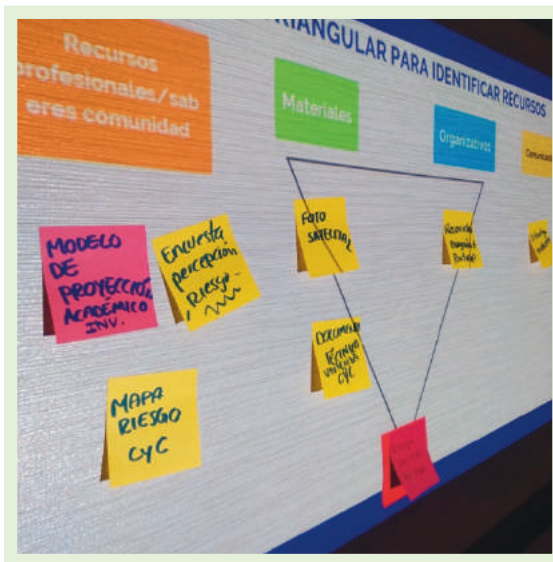 RIANGULAR PARA IDENTIFICAR RECURSOS
Recursos
profesionales/sab
eres comunidad
Materiales
Organizativos
MODELO
DE
PROYECCIÓN
ACADÉMICO
INV.
Encuesta
percepción
Riesgo
FOTO
SATELITAL
DOCUMENTO
TÉCNICO
VIVIENDA
CyC
MAPA
RIESGO
CyC